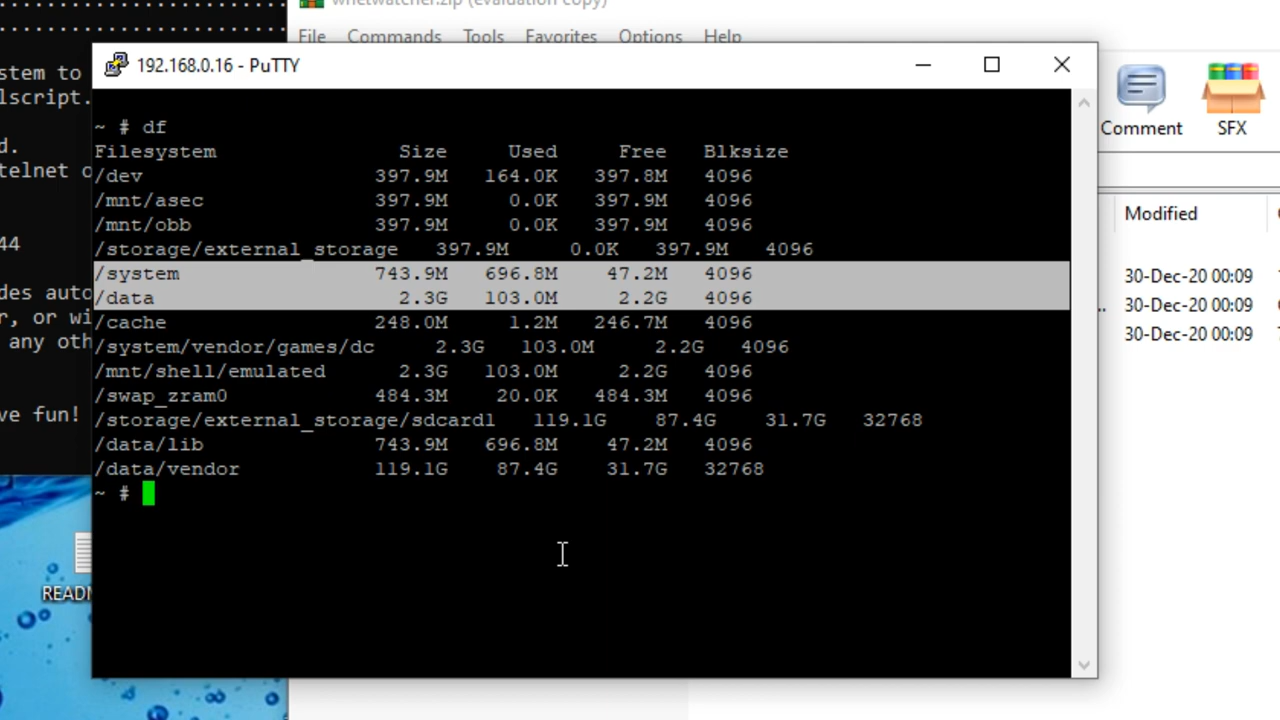 whetwatcher.zip (evaluation copy)
File Commands Tools Favorites Options Help
192.168.0.16 - PuTTY
stem to
lscript.
d.
telnet
44
des auto
r, or wi
any oth
ve fun!
READM
Comment SFX
Modified
30-Dec-20 00:09
30-Dec-20 00:09
30-Dec-20 00:09
~ # df
Filesystem Size Used Free Blksize
/dev 397.9M 164.0K 397.8M 4096
/mnt/asec 397.9M 0.0K 397.9M 4096
/mnt/obb 397.9M 0.0K 397.9M 4096
/storage/external_storage 397.9M 0.0K 397.9M 4096
/system 743.9M 696.8M 47.2M 4096
/data 2.3G 103.0M 2.2G 4096
/cache 248.0M 1.2M 246.7M 4096
/system/vendor/games/dc 2.3G 103.0M 2.2G 4096
/mnt/shell/emulated 2.3G 103.0M 2.2G 4096
/swap_zram0 484.3M 20.0K 484.3M 4096
/storage/external_storage/sdcard1 119.1G 87.4G 31.7G 32768
/data/lib 743.9M 696.8M 47.2M 4096
/data/vendor 119.1G 87.4G 31.7G 32768
~ #